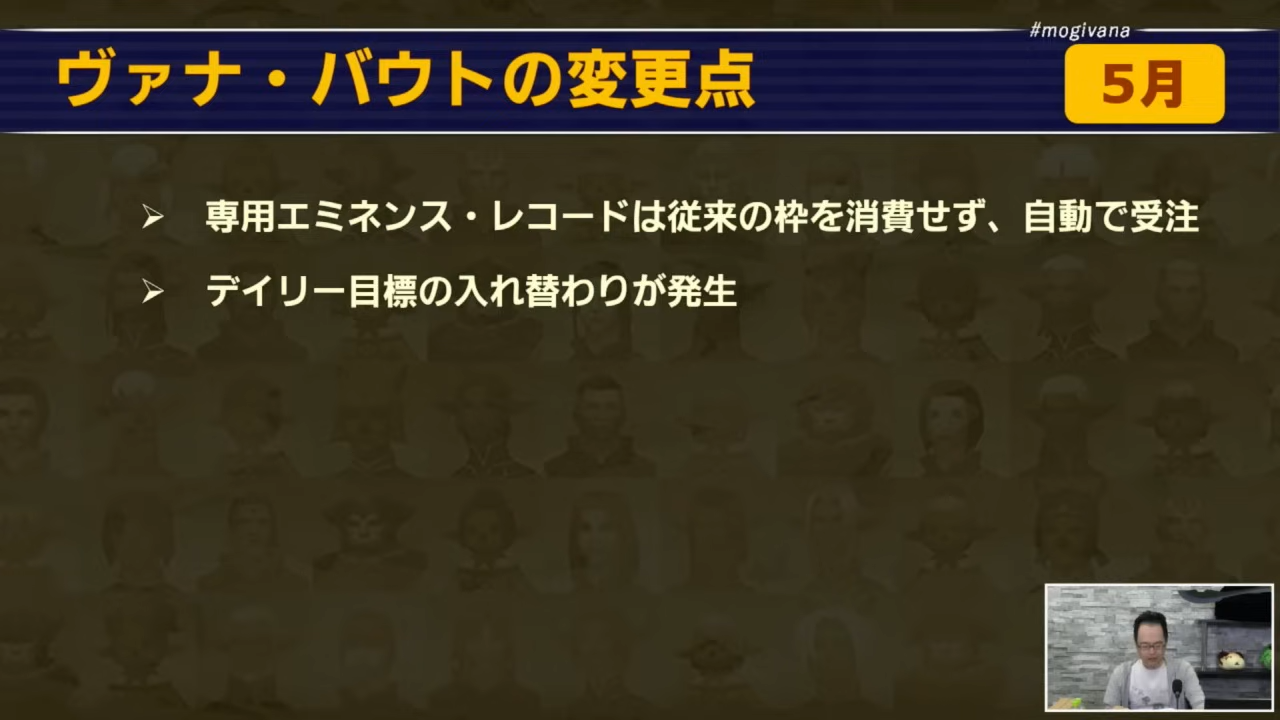 #mogivana
ヴァナ・バウトの変更点
5月
専用エミネンス・レコードは従来の枠を消費せず、自動で受注
デイリー目標の入れ替わりが発生